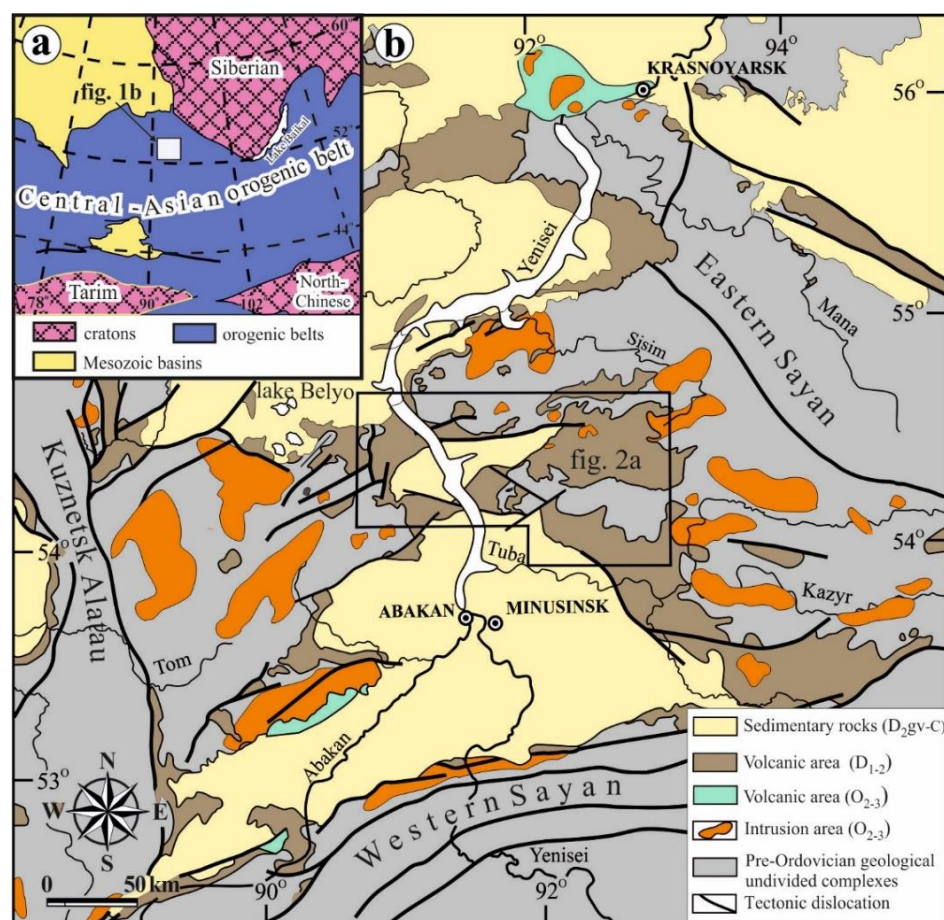 a
fig. 1b
Siberian
Lake Baikal
60°
52°
44°
Central-Asian orogenic belt
Tarim
North-
Chinese
78°
90°
102°
cratons
orogenic belts
Mesozoic basins
b
92°
94°
KRASNOYARSK
56°
Yenisei
Eastern Sayan
Mana
55°
Sisim
lake Belyo
fig. 2a
Kuznetsk Alatau
54°
54°
Tuba
Kazyr
ABAKAN
MINUSINSK
Tom
Abakan
53°
N
W
E
S
Western Sayan
Yenisei
0
50 km
90°
92°
Sedimentary rocks (D₂gv-C)
Volcanic area (D₁₋₂)
Volcanic area (O₂₋₃)
Intrusion area (O₂₋₃)
Pre-Ordovician geological
undivided complexes
Tectonic dislocation